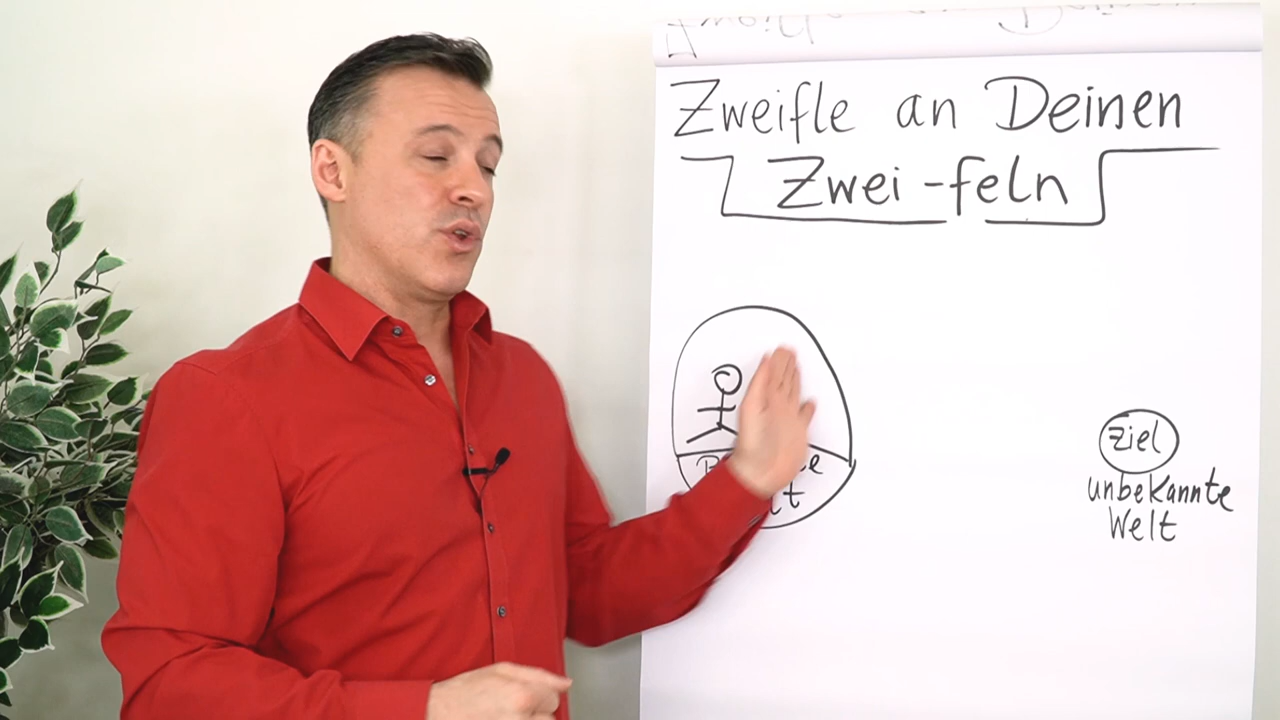 Zweifle an Deinen
Zwei-feln
Ziel
unbekannte
Welt